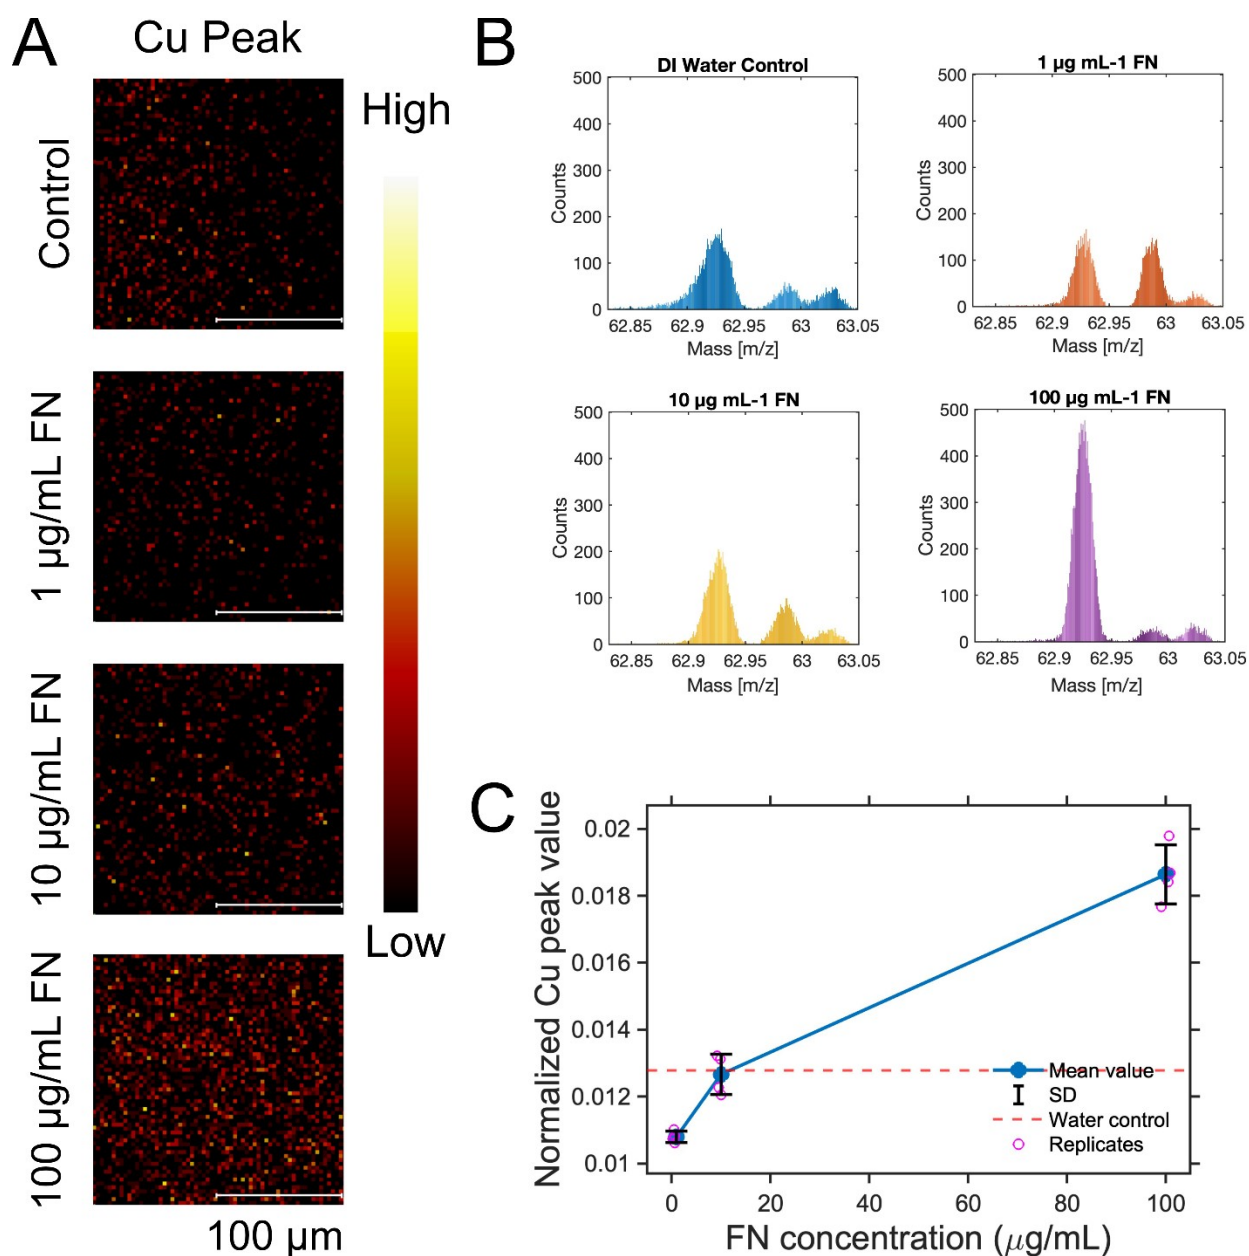 A
Cu Peak
Control
1 µg/mL FN
10 µg/mL FN
100 µg/mL FN
100 µm
High
Low
B
DI Water Control
500
400
300
200
100
0
Counts
62.85 62.9 62.95 63 63.05
Mass [m/z]
1 µg mL-1 FN
500
400
300
200
100
0
Counts
62.85 62.9 62.95 63 63.05
Mass [m/z]
10 µg mL-1 FN
500
400
300
200
100
0
Counts
62.85 62.9 62.95 63 63.05
Mass [m/z]
100 µg mL-1 FN
500
400
300
200
100
0
Counts
62.85 62.9 62.95 63 63.05
Mass [m/z]
C
Normalized Cu peak value
0.02
0.018
0.016
0.014
0.012
0.01
Mean value
SD
Water control
Replicates
0 20 40 60 80 100
FN concentration (µg/mL)